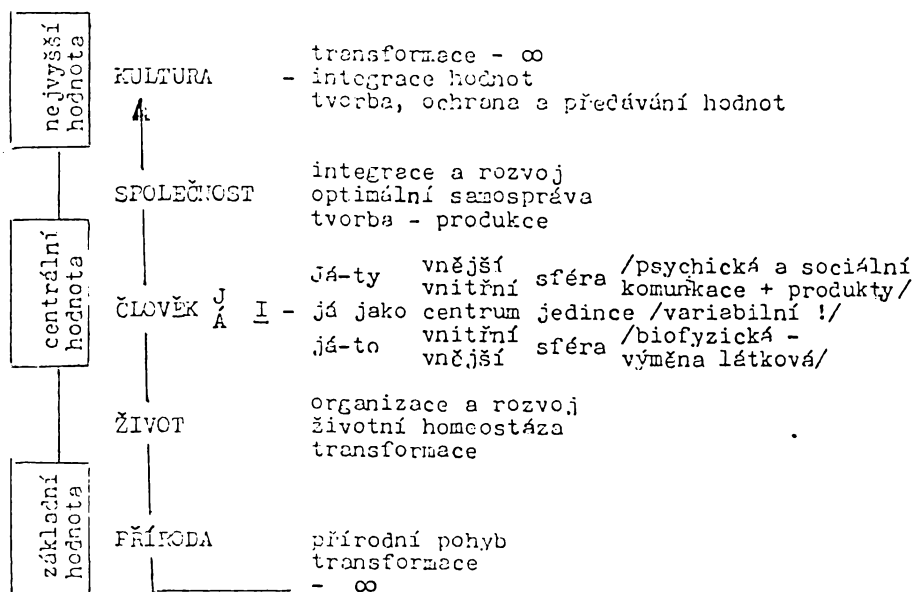 nejvyšší
hodnota
KULTURA
transformace - ∞
- integrace hodnot
tvorba, ochrana a předávání hodnot
SPOLEČNOST
integrace a rozvoj
optimální samospráva
tvorba - produkce
centrální
hodnota
ČLOVĚK J
Á I -
Já-ty vnější
vnitřní sféra /psychická a sociální
komunkace + produkty/
já jako centrum jedince /variabilní !/
já-to vnitřní
vnější sféra /biofyzická -
výměna látková/
ŽIVOT
organizace a rozvoj
životní homeostáza
transformace
základní
hodnota
PŘÍRODA
přírodní pohyb
transformace
- ∞